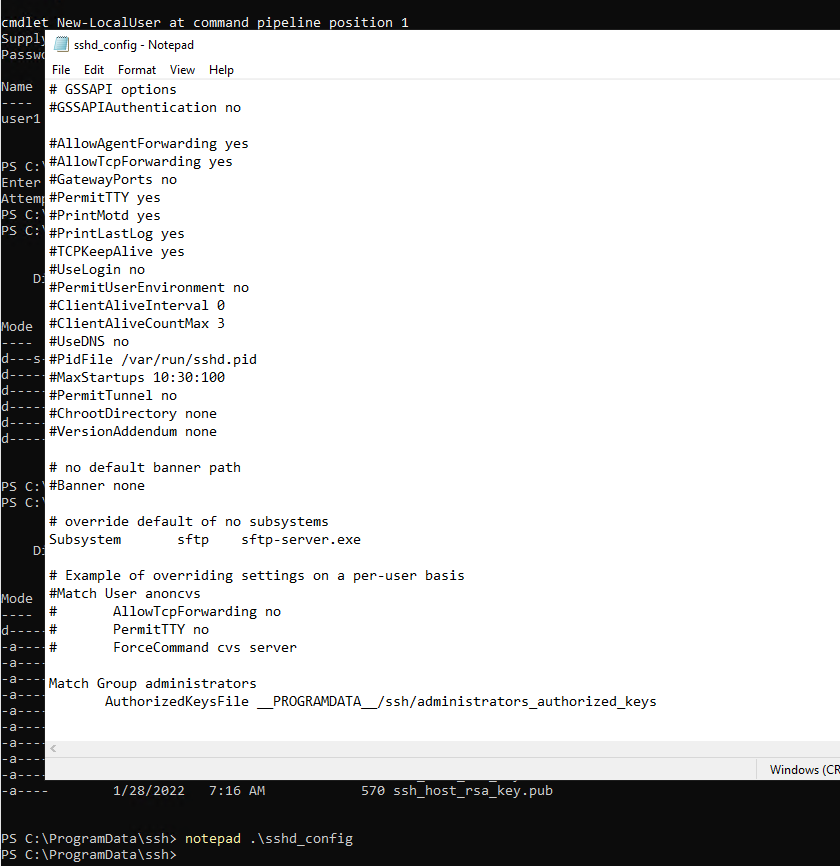 cmdlet New-LocalUser at command pipeline position 1
Supply
sshd_config - Notepad
Passwo
File Edit Format View Help
Name
# GSSAPI options
----
#GSSAPIAuthentication no
user1
#AllowAgentForwarding yes
#AllowTcpForwarding yes
PS C:\
#GatewayPorts no
Enter
#PermitTTY yes
Attemp
#PrintMotd yes
PS C:\
#PrintLastLog yes
PS C:\
#TCPKeepAlive yes
#UseLogin no
Di
#PermitUserEnvironment no
#ClientAliveInterval 0
#ClientAliveCountMax 3
Mode
#UseDNS no
----
#PidFile /var/run/sshd.pid
d---s-
#MaxStartups 10:30:100
d-----
#PermitTunnel no
d-----
#ChrootDirectory none
d-----
#VersionAddendum none
d-----
d-----
# no default banner path
#Banner none
PS C:\
PS C:\
# override default of no subsystems
Subsystem sftp sftp-server.exe
Di
# Example of overriding settings on a per-user basis
#Match User anoncvs
Mode
# AllowTcpForwarding no
----
# PermitTTY no
d-----
# ForceCommand cvs server
-a----
-a----
Match Group administrators
-a----
-a----
AuthorizedKeysFile __PROGRAMDATA__/ssh/administrators_authorized_keys
-a----
-a----
-a----
-a----
-a----
Windows (CR
-a---- 1/28/2022 7:16 AM 570 ssh_host_rsa_key.pub
PS C:\ProgramData\ssh> notepad .\sshd_config
PS C:\ProgramData\ssh>